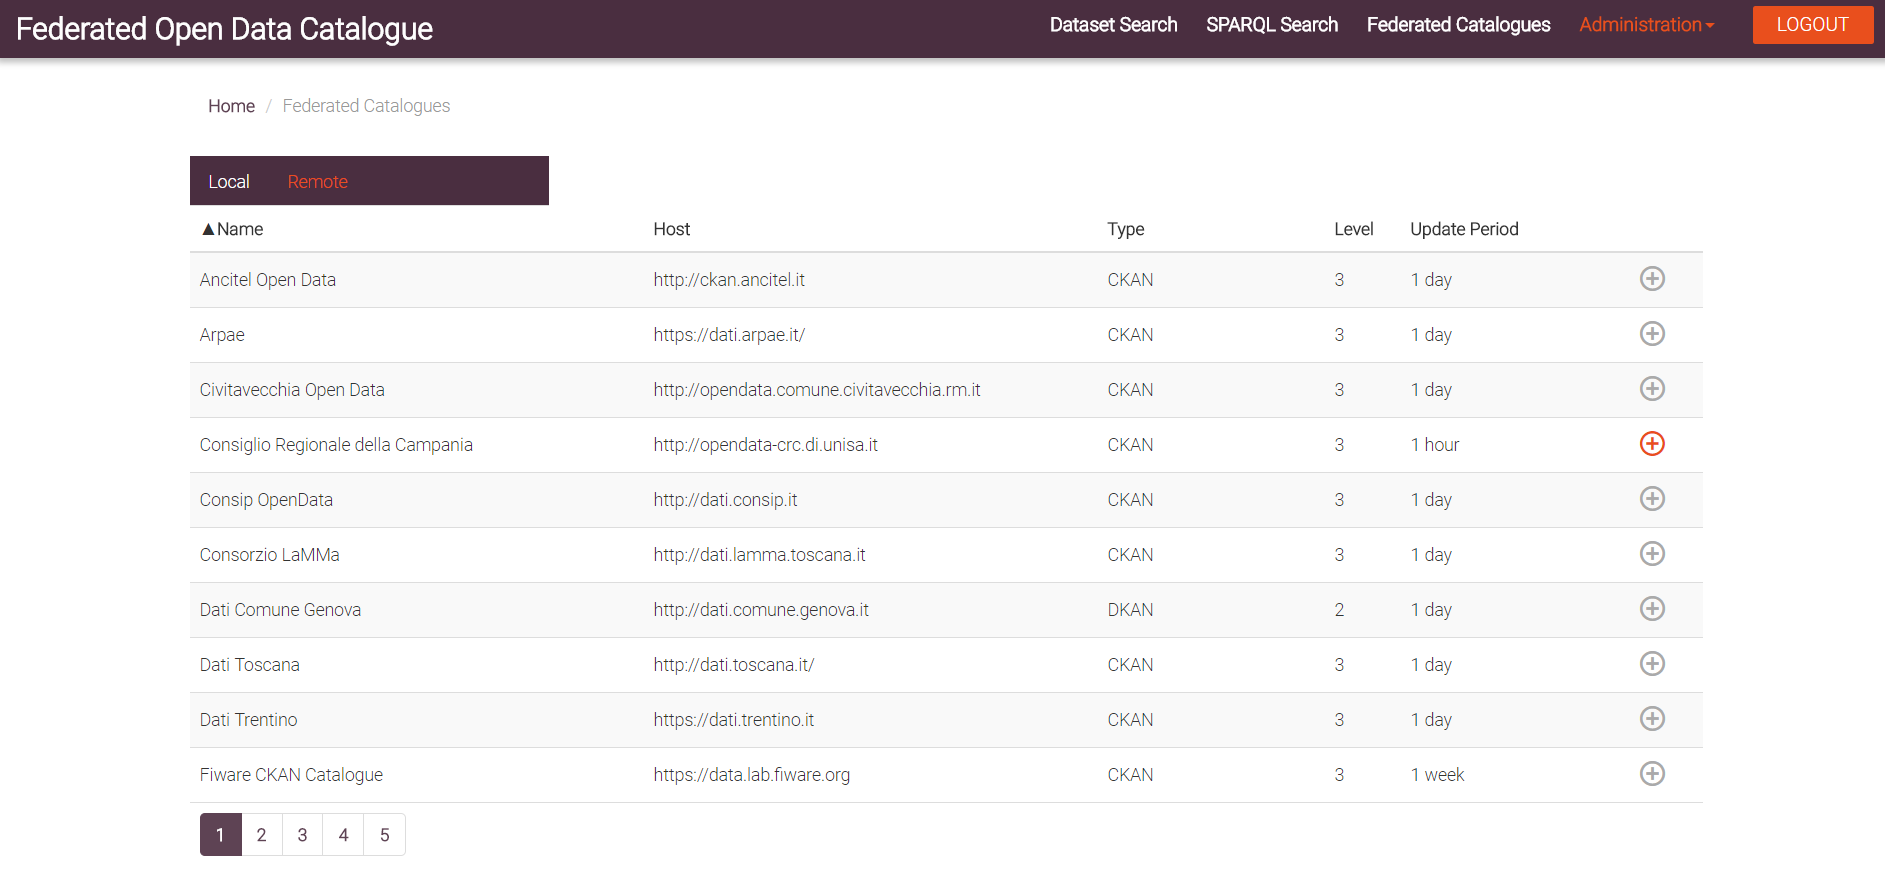 Federated Open Data Catalogue Dataset Search SPARQL Search Federated Catalogues Administration LOGOUT
Home / Federated Catalogues
Local Remote
▲Name Host Type Level Update Period
Ancitel Open Data http://ckan.ancitel.it CKAN 3 1 day
Arpae https://dati.arpae.it/ CKAN 3 1 day
Civitavecchia Open Data http://opendata.comune.civitavecchia.rm.it CKAN 3 1 day
Consiglio Regionale della Campania http://opendata-crc.di.unisa.it CKAN 3 1 hour
Consip OpenData http://dati.consip.it CKAN 3 1 day
Consorzio LaMMa http://dati.lamma.toscana.it CKAN 3 1 day
Dati Comune Genova http://dati.comune.genova.it DKAN 2 1 day
Dati Toscana http://dati.toscana.it/ CKAN 3 1 day
Dati Trentino https://dati.trentino.it CKAN 3 1 day
Fiware CKAN Catalogue https://data.lab.fiware.org CKAN 3 1 week
1 2 3 4 5